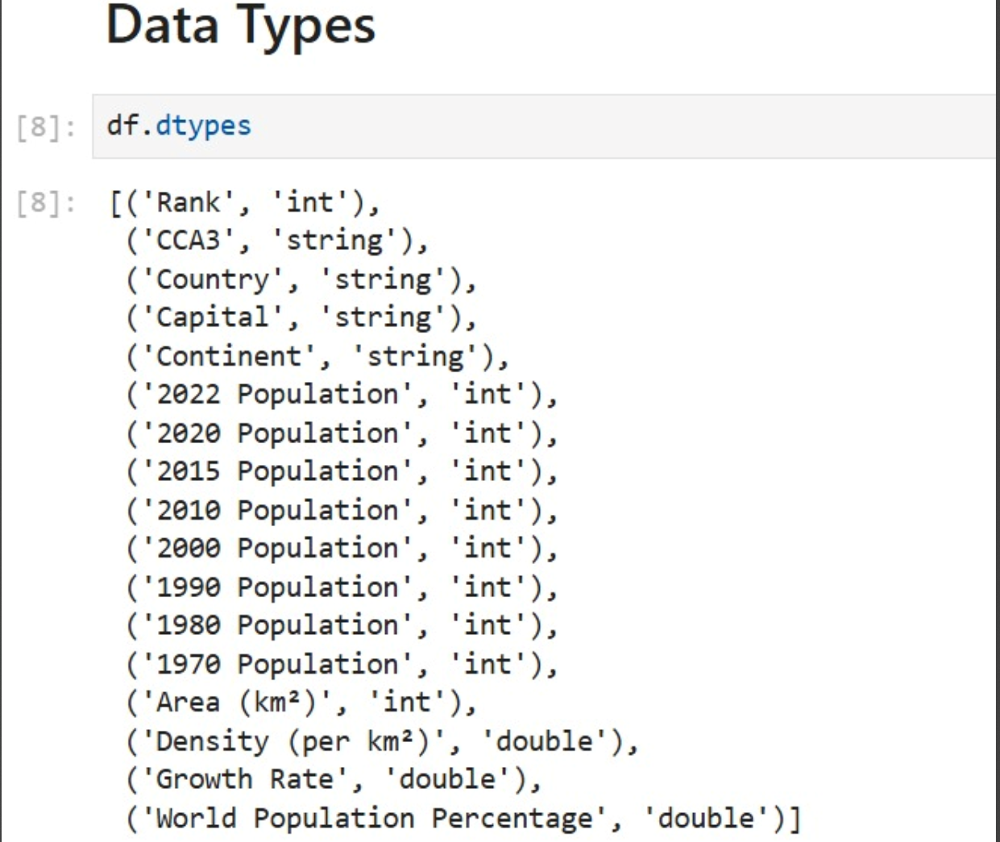 Data Types
[8]: df.dtypes
[8]: [('Rank', 'int'),
('CCA3', 'string'),
('Country', 'string'),
('Capital', 'string'),
('Continent', 'string'),
('2022 Population', 'int'),
('2020 Population', 'int'),
('2015 Population', 'int'),
('2010 Population', 'int'),
('2000 Population', 'int'),
('1990 Population', 'int'),
('1980 Population', 'int'),
('1970 Population', 'int'),
('Area (km²)', 'int'),
('Density (per km²)', 'double'),
('Growth Rate', 'double'),
('World Population Percentage', 'double')]